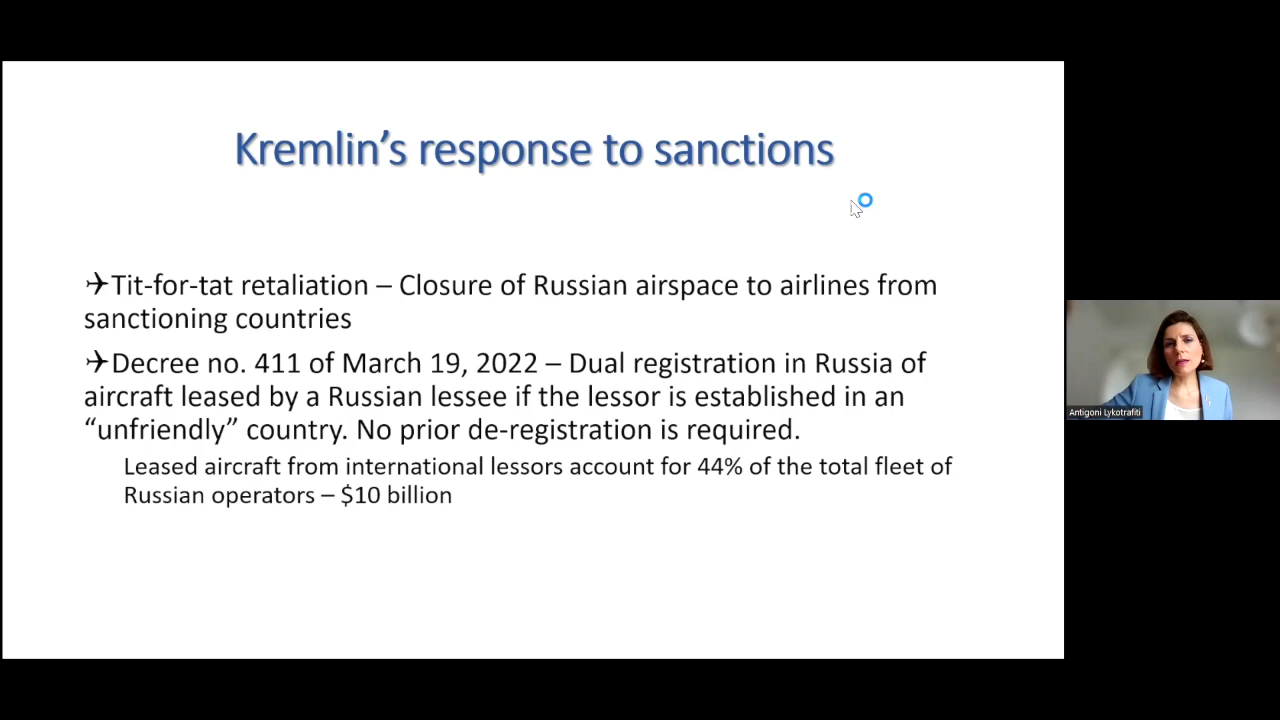 Kremlin’s response to sanctions
✈Tit-for-tat retaliation – Closure of Russian airspace to airlines from
sanctioning countries
✈Decree no. 411 of March 19, 2022 – Dual registration in Russia of
aircraft leased by a Russian lessee if the lessor is established in an
“unfriendly” country. No prior de-registration is required.
Leased aircraft from international lessors account for 44% of the total fleet of
Russian operators – $10 billion
Antigoni Lykotrafiti